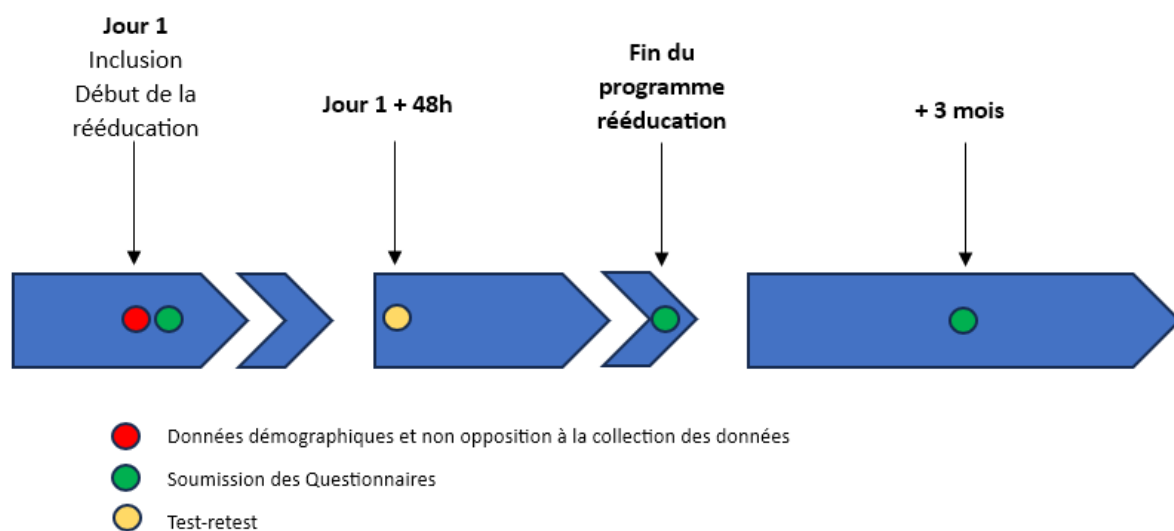 Jour 1
Inclusion
Début de la
rééducation
Jour 1 + 48h
Fin du
programme
rééducation
+ 3 mois
Données démographiques et non opposition à la collection des données
Soumission des Questionnaires
Test-retest